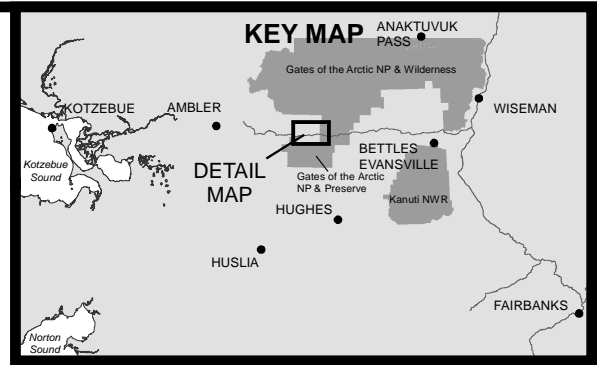 KEY MAP
ANAKTUVUK
PASS
Gates of the Arctic NP & Wilderness
KOTZEBUE
AMBLER
WISEMAN
Kotzebue
Sound
DETAIL
MAP
BETTLES
EVANSVILLE
Gates of the Arctic
NP & Preserve
Kanuti NWR
HUGHES
HUSLIA
FAIRBANKS
Norton
Sound